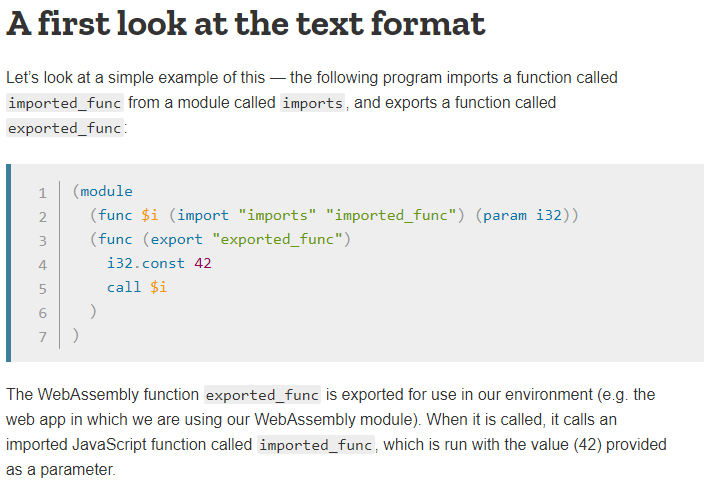 A first look at the text format
Let’s look at a simple example of this — the following program imports a function called
imported_func from a module called imports, and exports a function called
exported_func:
1 (module
2   (func $i (import "imports" "imported_func") (param i32))
3   (func (export "exported_func")
4     i32.const 42
5     call $i
6   )
7 )
The WebAssembly function exported_func is exported for use in our environment (e.g. the
web app in which we are using our WebAssembly module). When it is called, it calls an
imported JavaScript function called imported_func, which is run with the value (42) provided
as a parameter.